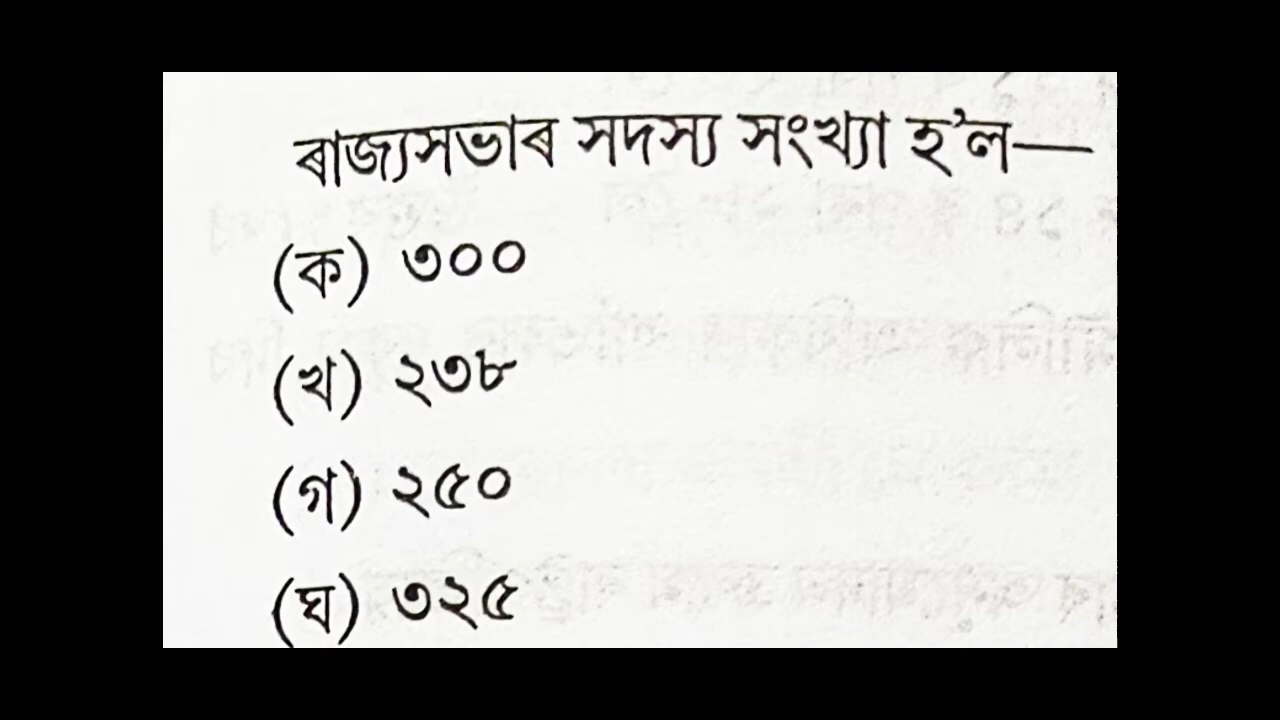 ৰাজ্যসভাৰ সদস্য সংখ্যা হ'ল—
(ক) ৩০০
(খ) ২৩৮
(গ) ২৫০
(ঘ) ৩২৫